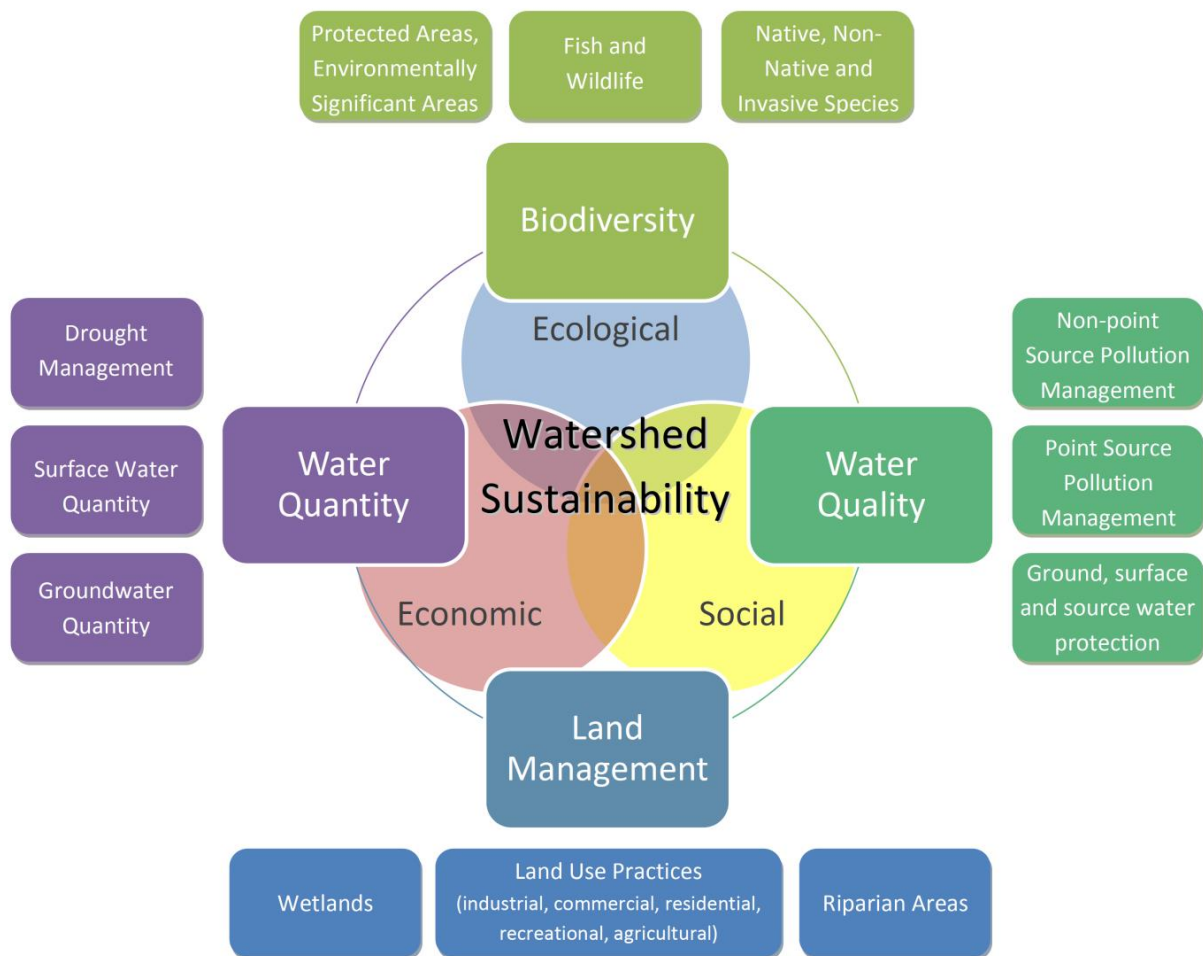 Protected Areas,
Environmentally
Significant Areas
Fish and
Wildlife
Native, Non-
Native and
Invasive Species
Biodiversity
Ecological
Drought
Management
Surface Water
Quantity
Groundwater
Quantity
Water
Quantity
Watershed
Sustainability
Water
Quality
Non-point
Source Pollution
Management
Point Source
Pollution
Management
Ground, surface
and source water
protection
Economic
Social
Land
Management
Wetlands
Land Use Practices
(industrial, commercial, residential,
recreational, agricultural)
Riparian Areas